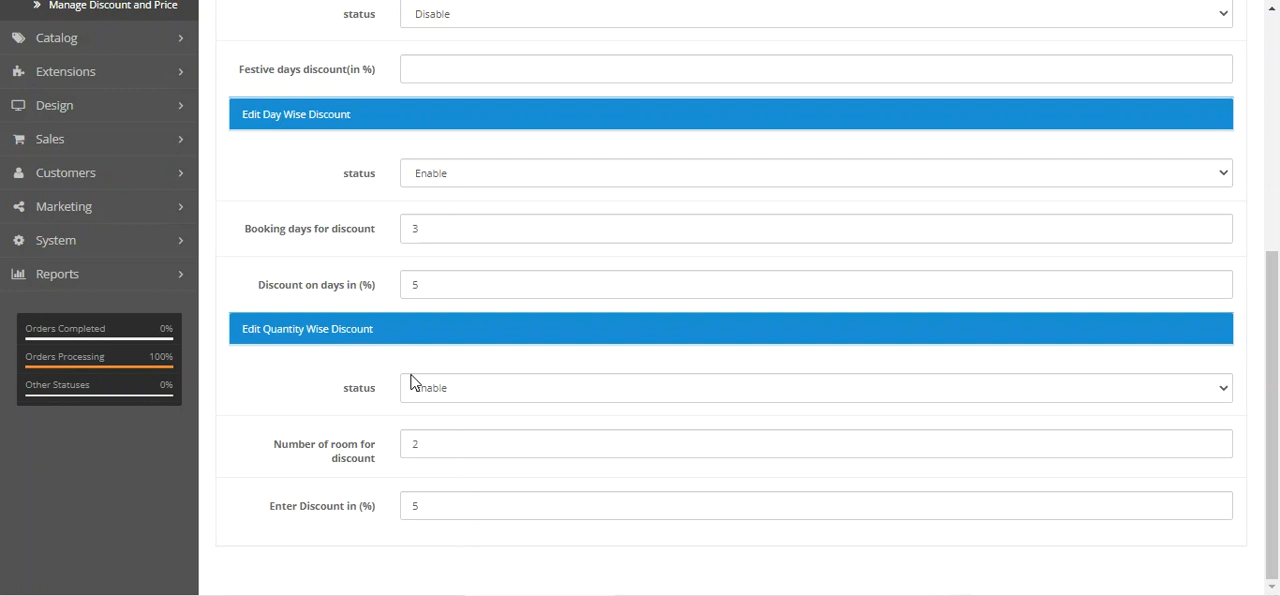 » Manage Discount and Price
Catalog
Extensions
Design
Sales
Customers
Marketing
System
Reports
Orders Completed 0%
Orders Processing 100%
Other Statuses 0%
status Disable
Festive days discount(in %)
Edit Day Wise Discount
status Enable
Booking days for discount 3
Discount on days in (%) 5
Edit Quantity Wise Discount
status Enable
Number of room for
discount
2
Enter Discount in (%) 5